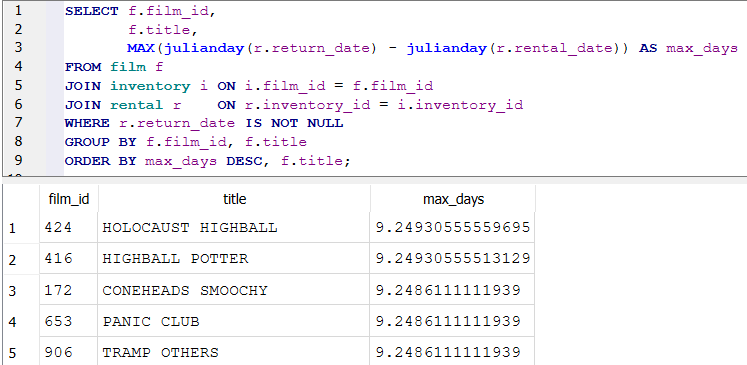 1 SELECT f.film_id,
2 f.title,
3 MAX(julianday(r.return_date) - julianday(r.rental_date)) AS max_days
4 FROM film f
5 JOIN inventory i ON i.film_id = f.film_id
6 JOIN rental r ON r.inventory_id = i.inventory_id
7 WHERE r.return_date IS NOT NULL
8 GROUP BY f.film_id, f.title
9 ORDER BY max_days DESC, f.title;
film_id title max_days
1 424 HOLOCAUST HIGHBALL 9.24930555559695
2 416 HIGHBALL POTTER 9.24930555513129
3 172 CONEHEADS SMOOCHY 9.2486111111939
4 653 PANIC CLUB 9.2486111111939
5 906 TRAMP OTHERS 9.2486111111939